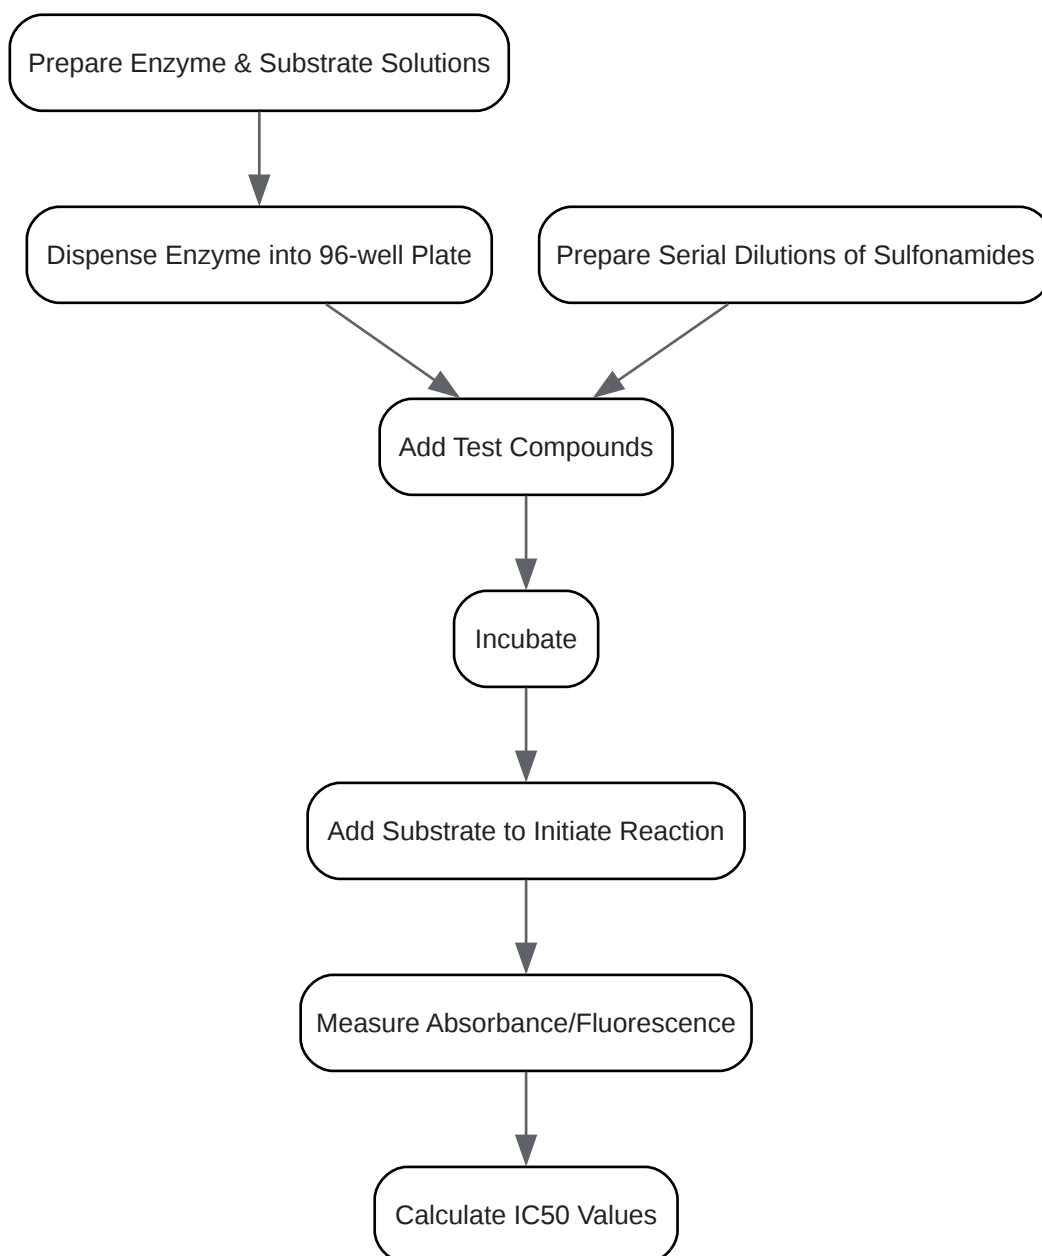 Prepare Enzyme & Substrate Solutions
Dispense Enzyme into 96-well Plate
Prepare Serial Dilutions of Sulfonamides
Add Test Compounds
Incubate
Add Substrate to Initiate Reaction
Measure Absorbance/Fluorescence
Calculate IC50 Values